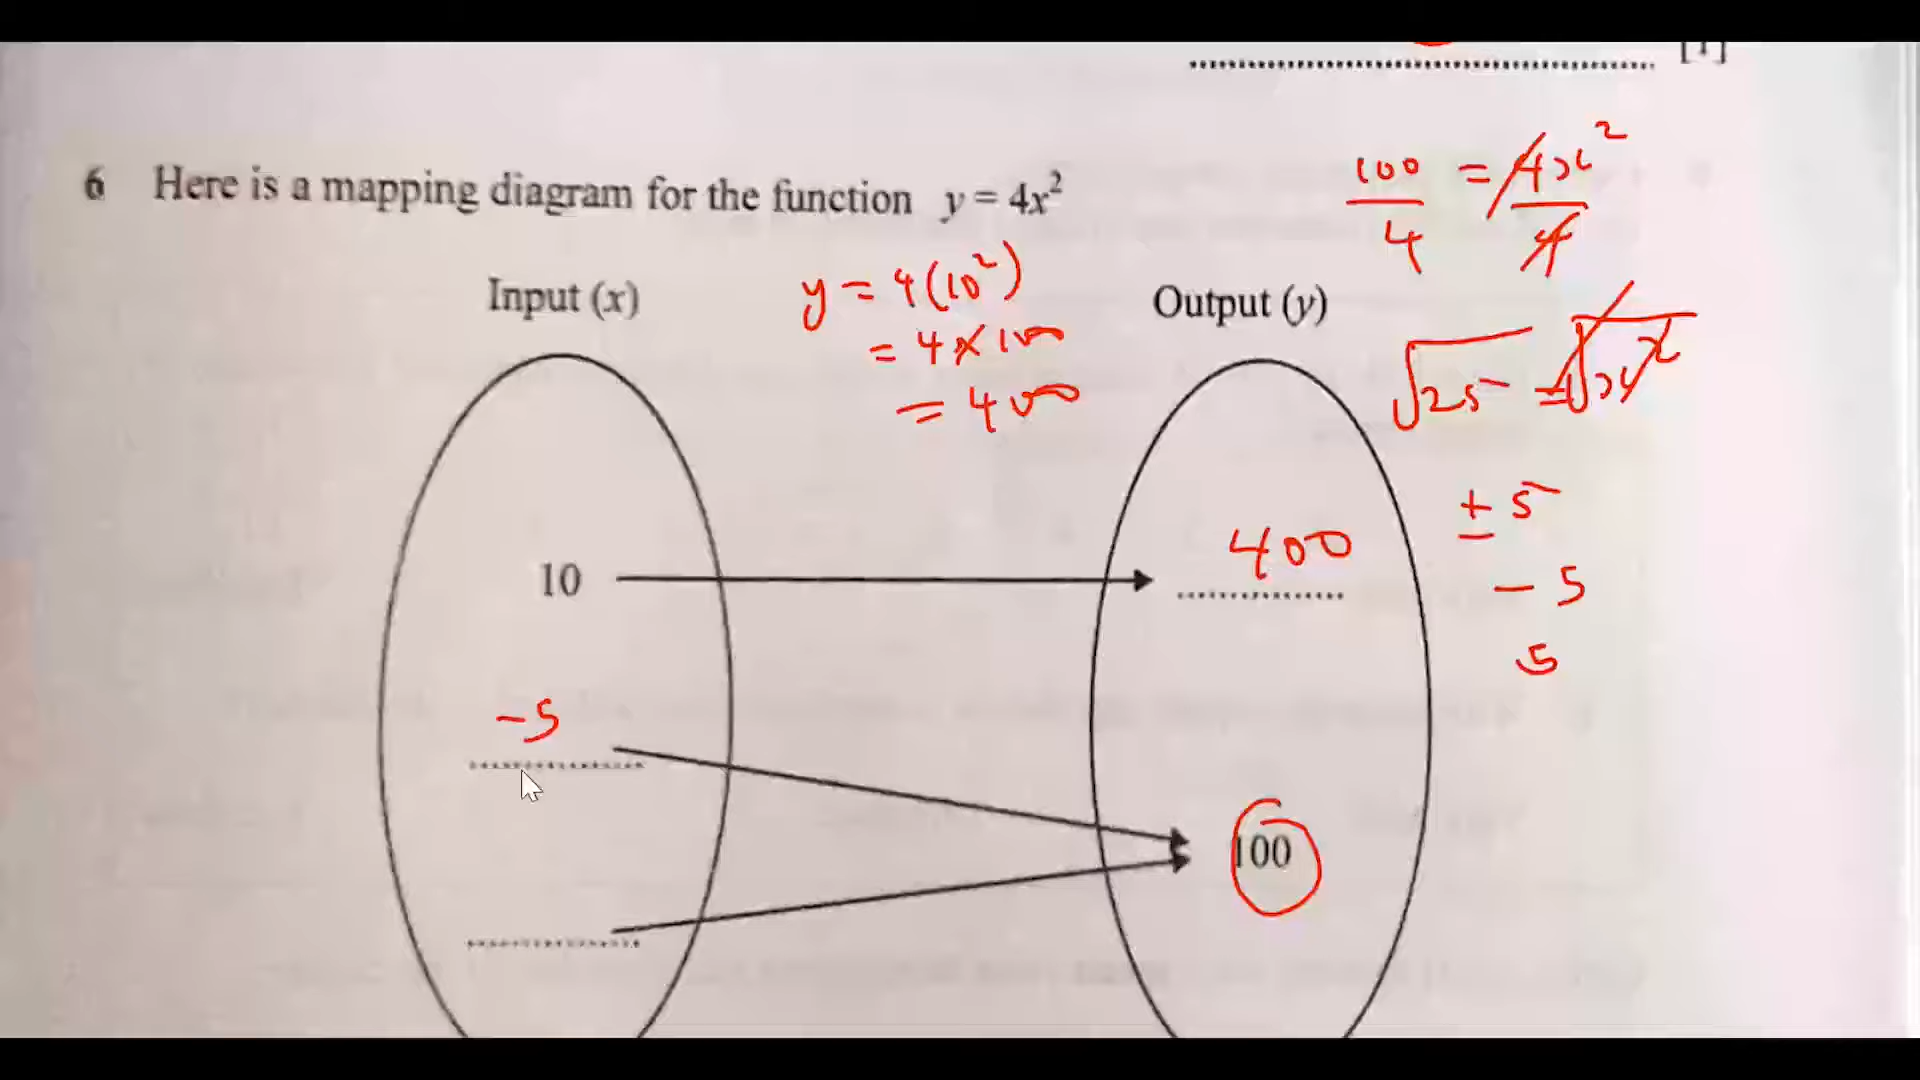 [1]
6 Here is a mapping diagram for the function y = 4x²
100/4 = 4x²/4
Input (x)
y = 4(10²)
= 4 × 100
= 400
Output (y)
√25 = √x²
± 5
- 5
5
10
400
-5
100